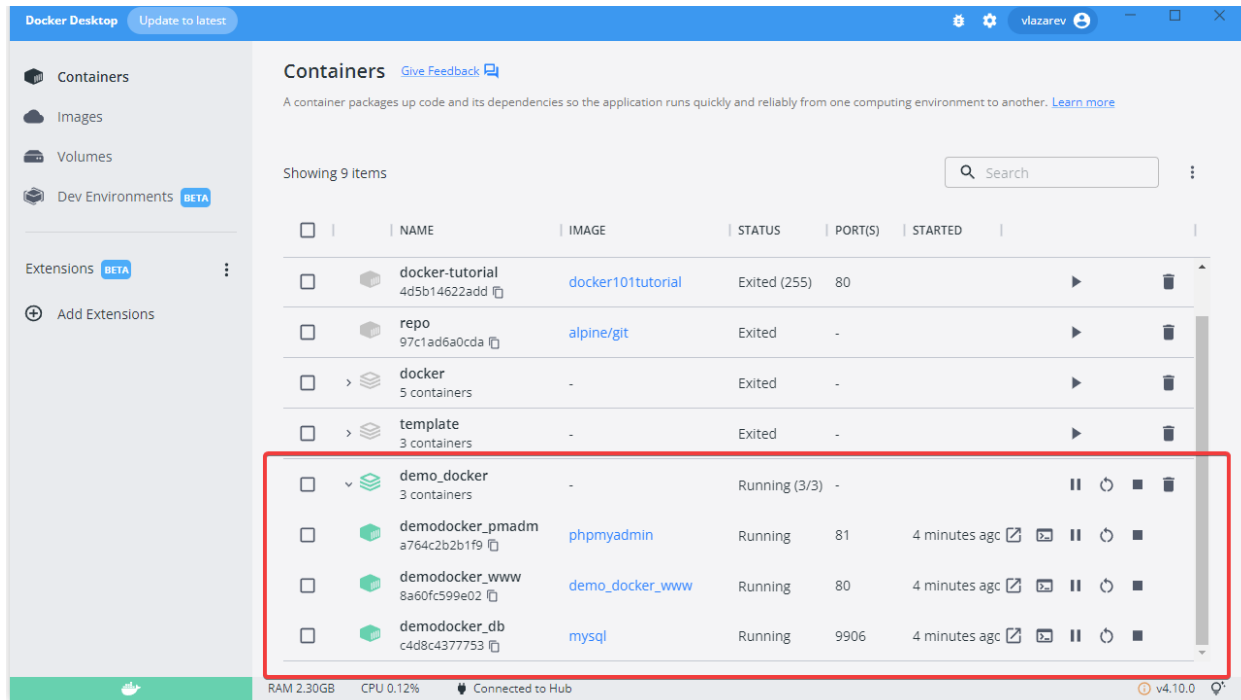 Docker Desktop Update to latest vlazarev
Containers
Images
Volumes
Dev Environments BETA
Extensions BETA
Add Extensions
Containers Give Feedback
A container packages up code and its dependencies so the application runs quickly and reliably from one computing environment to another. Learn more
Showing 9 items Search
NAME IMAGE STATUS PORT(S) STARTED
docker-tutorial
4d5b14622add docker101tutorial Exited (255) 80
repo
97c1ad6a0cda alpine/git Exited -
docker
5 containers - Exited -
template
3 containers - Exited -
demo_docker
3 containers - Running (3/3) -
demodocker_pmadm
a764c2b2b1f9 phpmyadmin Running 81 4 minutes agc
demodocker_www
8a60fc599e02 demo_docker_www Running 80 4 minutes agc
demodocker_db
c4d8c4377753 mysql Running 9906 4 minutes agc
RAM 2.30GB CPU 0.12% Connected to Hub v4.10.0